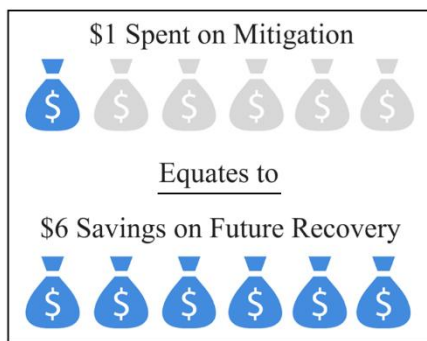 $1 Spent on Mitigation
$ $ $ $ $ $
Equates to
$6 Savings on Future Recovery
$ $ $ $ $ $